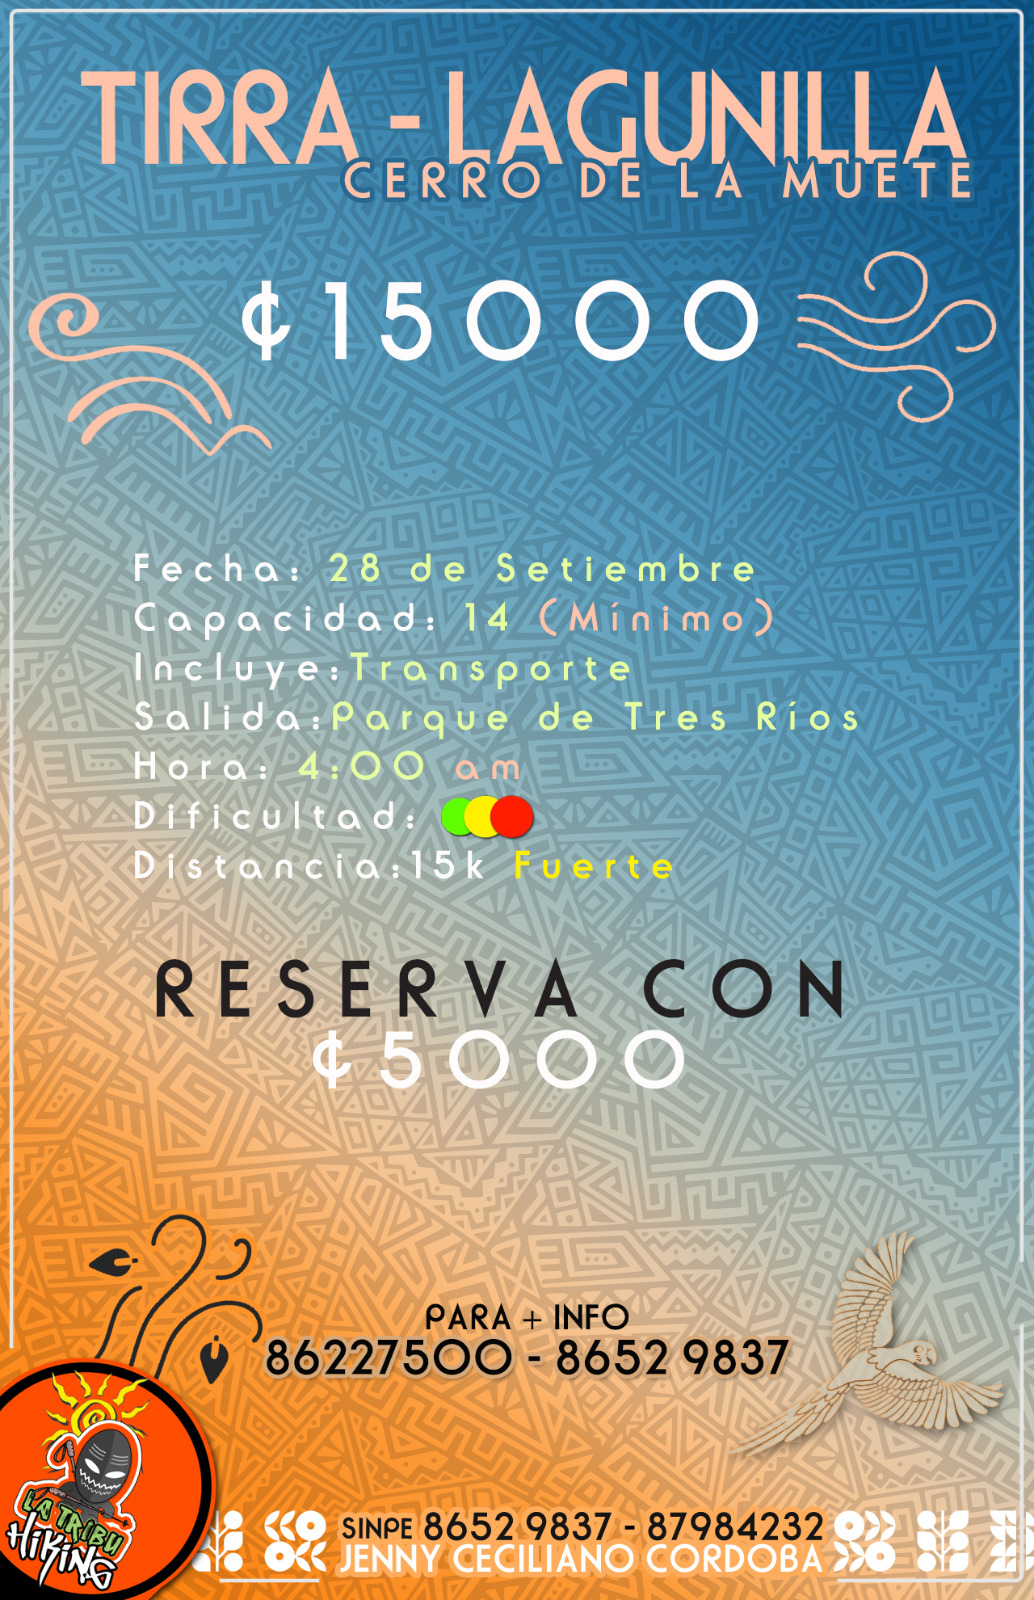 TIRRA - LAGUNILLA
CERRO DE LA MUETE
¢15000
Fecha: 28 de Setiembre
Capacidad: 14 (Mínimo)
Incluye:Transporte
Salida:Parque de Tres Ríos
Hora: 4:00 am
Dificultad:
Distancia:15k Fuerte
RESERVA CON
¢5000
PARA + INFO
86227500 - 8652 9837
LA TRIBU
HIKING
SINPE 8652 9837 - 87984232
JENNY CECILIANO CORDOBA